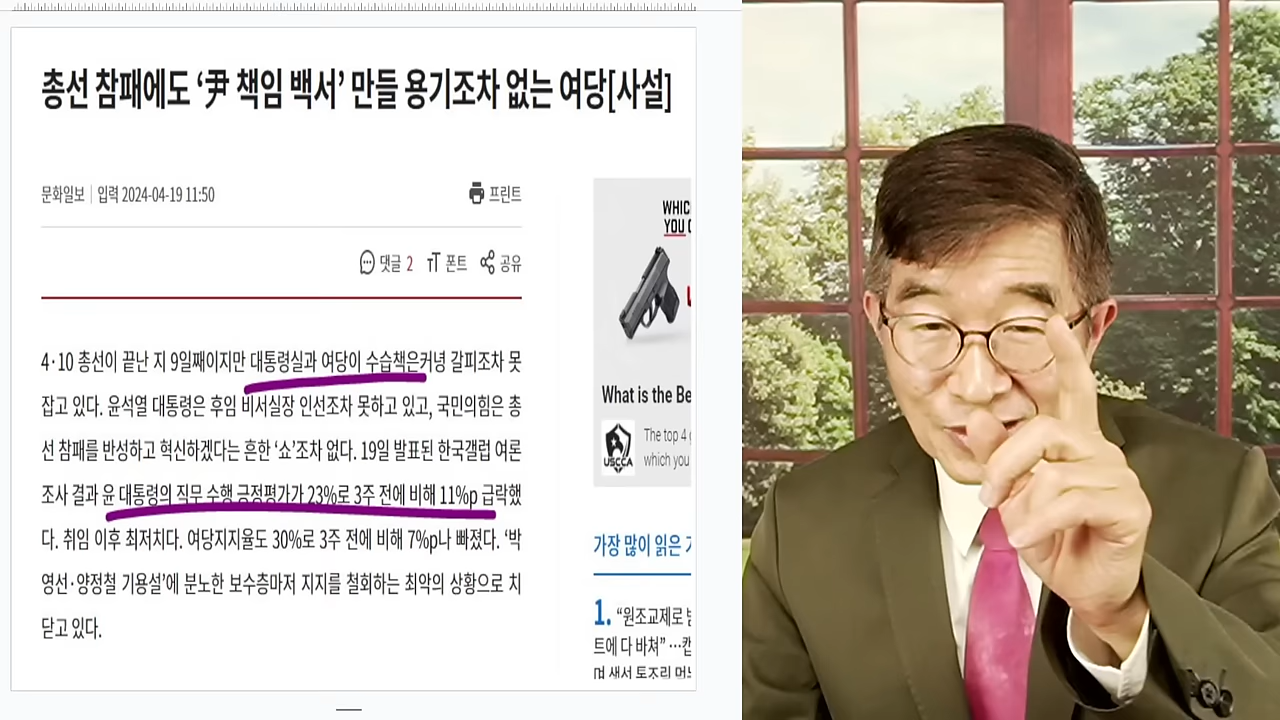 총선 참패에도 ‘尹 책임 백서’ 만들 용기조차 없는 여당[사설]
문화일보 | 입력 2024-04-19 11:50
프린트
댓글 2 폰트 공유
4·10 총선이 끝난 지 9일째이지만 대통령실과 여당이 수습책은커녕 갈피조차 못
잡고 있다. 윤석열 대통령은 후임 비서실장 인선조차 못하고 있고, 국민의힘은 총
선 참패를 반성하고 혁신하겠다는 흔한 ‘쇼’조차 없다. 19일 발표된 한국갤럽 여론
조사 결과 윤 대통령의 직무 수행 긍정평가가 23%로 3주 전에 비해 11%p 급락했
다. 취임 이후 최저치다. 여당지지율도 30%로 3주 전에 비해 7%p나 빠졌다. ‘박
영선·양정철 기용설’에 분노한 보수층마저 지지를 철회하는 최악의 상황으로 치
닫고 있다.
WHIC
YOU
What is the Be
USCCA
The top 4
which you
가장 많이 읽은
1. “원조교제로
트에 다 바쳐” …